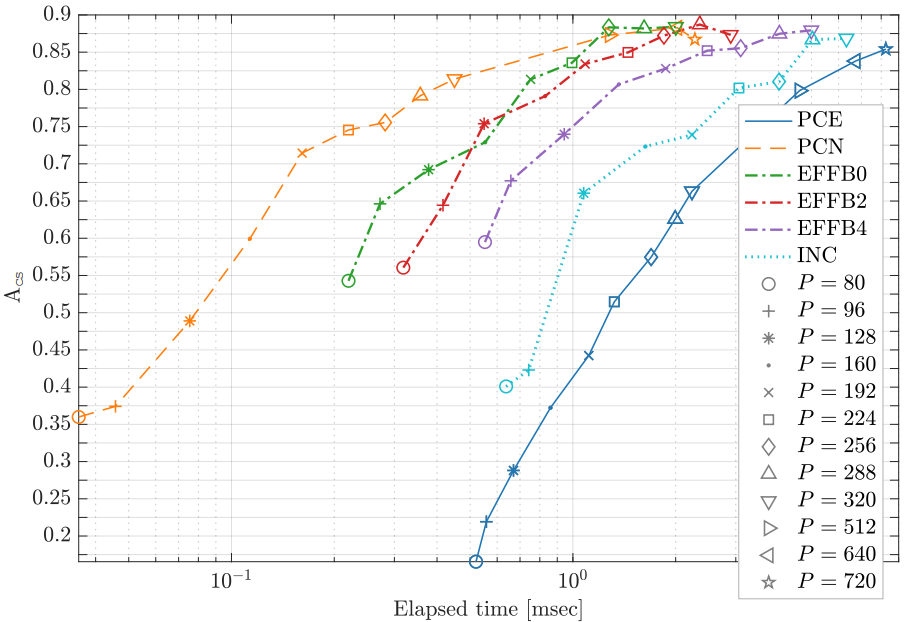 0.9
0.85
0.8
0.75
0.7
0.65
0.6
0.55
0.5
0.45
0.4
0.35
0.3
0.25
0.2
A_cs
10^-1
10^0
Elapsed time [msec]
PCE
PCN
EFFB0
EFFB2
EFFB4
INC
P = 80
P = 96
P = 128
P = 160
P = 192
P = 224
P = 256
P = 288
P = 320
P = 512
P = 640
P = 720